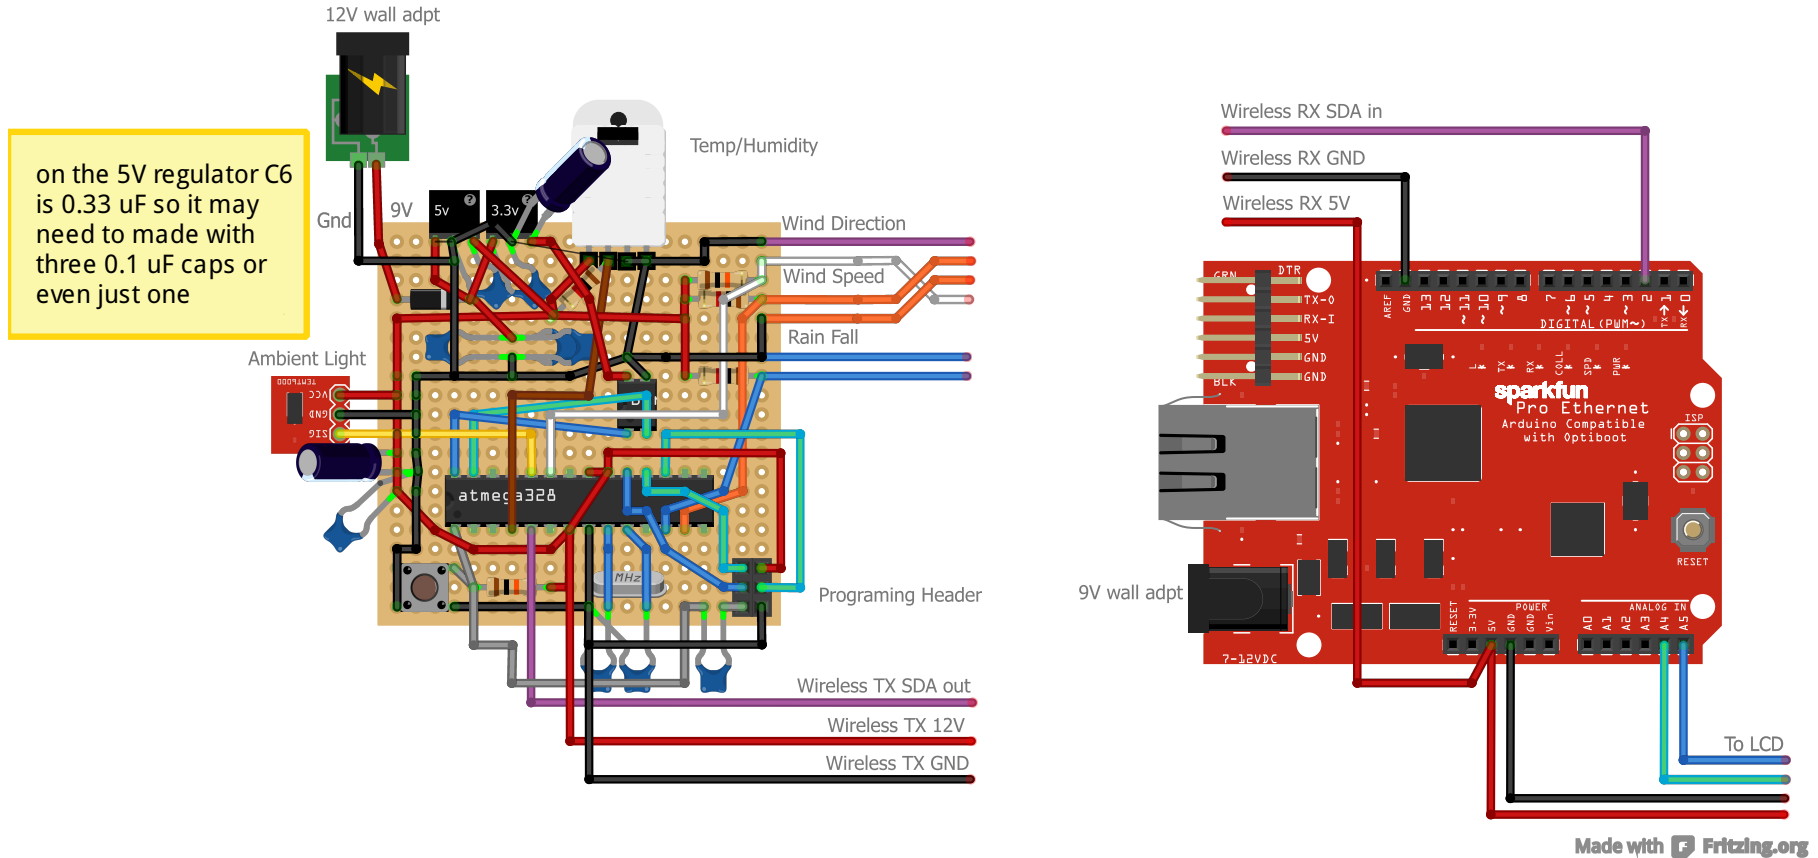 12V wall adpt
on the 5V regulator C6
is 0.33 uF so it may
need to made with
three 0.1 uF caps or
even just one
Gnd
9V
5v
?
3.3v
?
Temp/Humidity
Wind Direction
Wind Speed
Rain Fall
Ambient Light
TEMT6000
VCC
GND
SIG
atmega328
MHz
Programing Header
Wireless TX SDA out
Wireless TX 12V
Wireless TX GND
Wireless RX SDA in
Wireless RX GND
Wireless RX 5V
GRN
DTR
TX-O
RX-I
5V
GND
GND
BLK
AREF
GND
13
12
~11
~10
~9
8
7
~6
~5
4
~3
2
TX→1
RX←0
DIGITAL (PWM~)
L
TX
RX
COLL
SPD
PWR
sparkfun
Pro Ethernet
Arduino Compatible
with Optiboot
ISP
RESET
9V wall adpt
7-12VDC
POWER
ANALOG IN
RESET
3.3V
5V
GND
GND
Vin
A0
A1
A2
A3
A4
A5
To LCD
Made with Fritzing.org